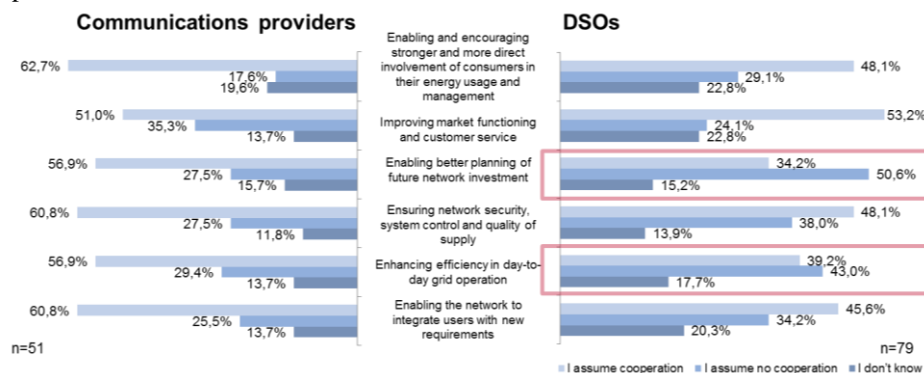 Communications providers
DSOs
62,7%
17,6%
19,6%
Enabling and encouraging
stronger and more direct
involvement of consumers in
their energy usage and
management
48,1%
29,1%
22,8%
51,0%
35,3%
13,7%
Improving market functioning
and customer service
53,2%
24,1%
22,8%
56,9%
27,5%
15,7%
Enabling better planning of
future network investment
34,2%
50,6%
15,2%
60,8%
27,5%
11,8%
Ensuring network security,
system control and quality of
supply
48,1%
38,0%
13,9%
56,9%
29,4%
13,7%
Enhancing efficiency in day-to-
day grid operation
39,2%
43,0%
17,7%
60,8%
25,5%
13,7%
Enabling the network to
integrate users with new
requirements
45,6%
34,2%
20,3%
n=51
n=79
I assume cooperation
I assume no cooperation
I don't know